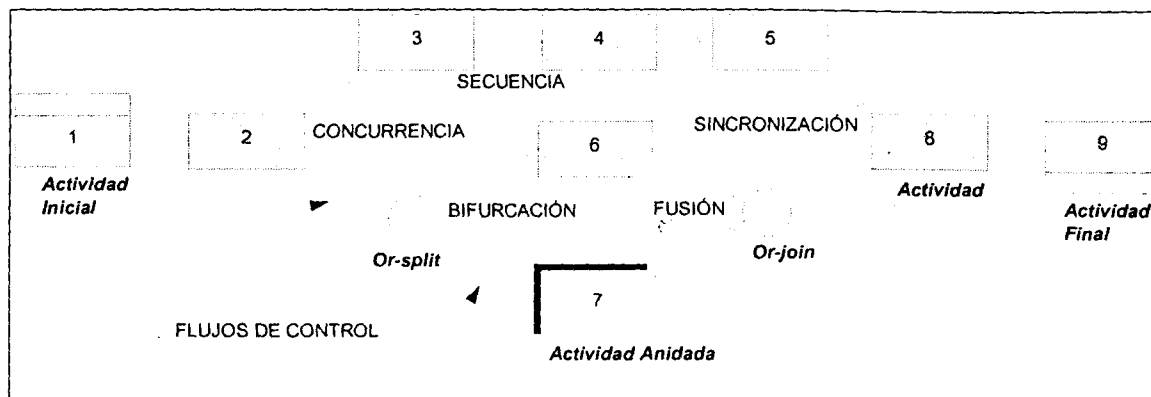 3 4 5
SECUENCIA
1 2 CONCURRENCIA 6 SINCRONIZACIÓN 8 9
Actividad
Inicial
Actividad
Actividad
Final
BIFURCACIÓN FUSIÓN
Or-split
Or-join
7
FLUJOS DE CONTROL
Actividad Anidada